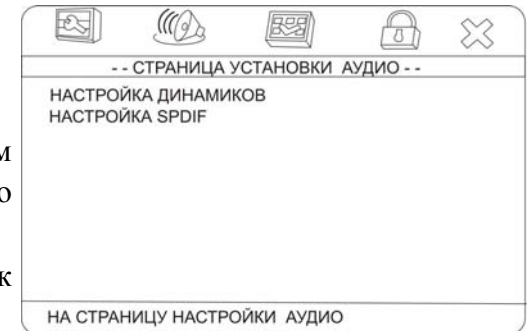 - - СТРАНИЦА УСТАНОВКИ АУДИО - -
НАСТРОЙКА ДИНАМИКОВ
НАСТРОЙКА SPDIF
м
о
к
НА СТРАНИЦУ НАСТРОЙКИ АУДИО